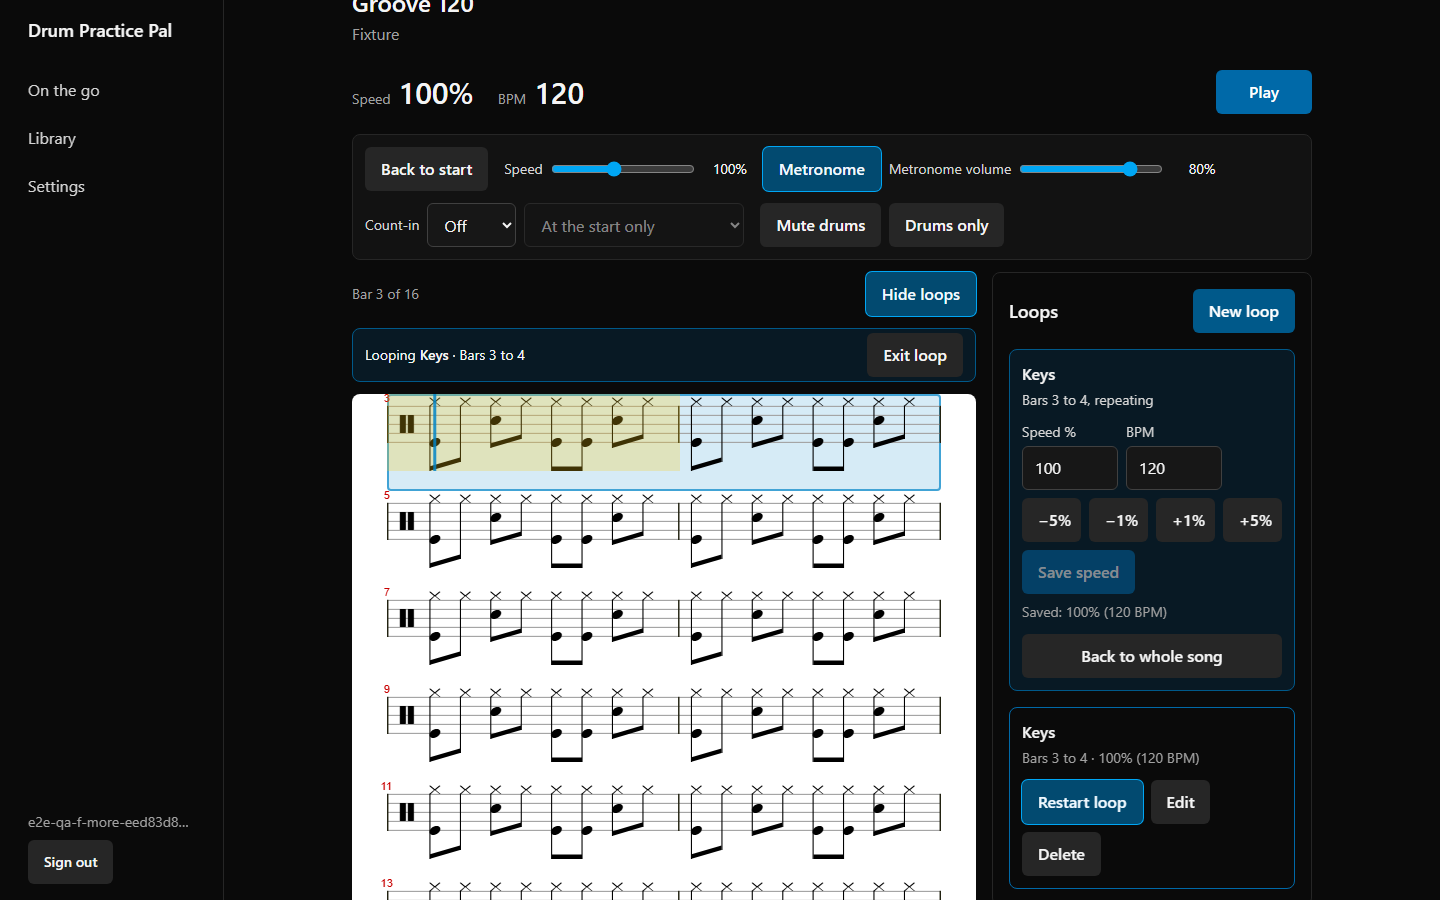 Drum Practice Pal
On the go
Library
Settings
e2e-qa-f-more-eed83d8...
Sign out
Groove 120
Fixture
Speed 100% BPM 120
Play
Back to start Speed 100% Metronome Metronome volume 80%
Count-in Off At the start only Mute drums Drums only
Bar 3 of 16
Hide loops
Looping Keys · Bars 3 to 4
Exit loop
3
5
7
9
11
13
Loops
New loop
Keys
Bars 3 to 4, repeating
Speed % BPM
100 120
−5% −1% +1% +5%
Save speed
Saved: 100% (120 BPM)
Back to whole song
Keys
Bars 3 to 4 · 100% (120 BPM)
Restart loop Edit
Delete